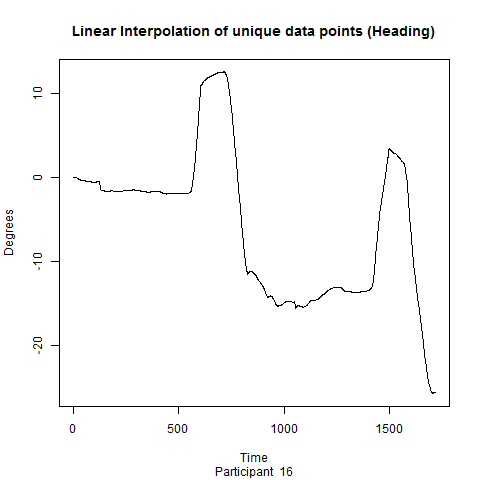 Linear Interpolation of unique data points (Heading)
10
0
-10
-20
Degrees
0 500 1000 1500
Time
Participant 16